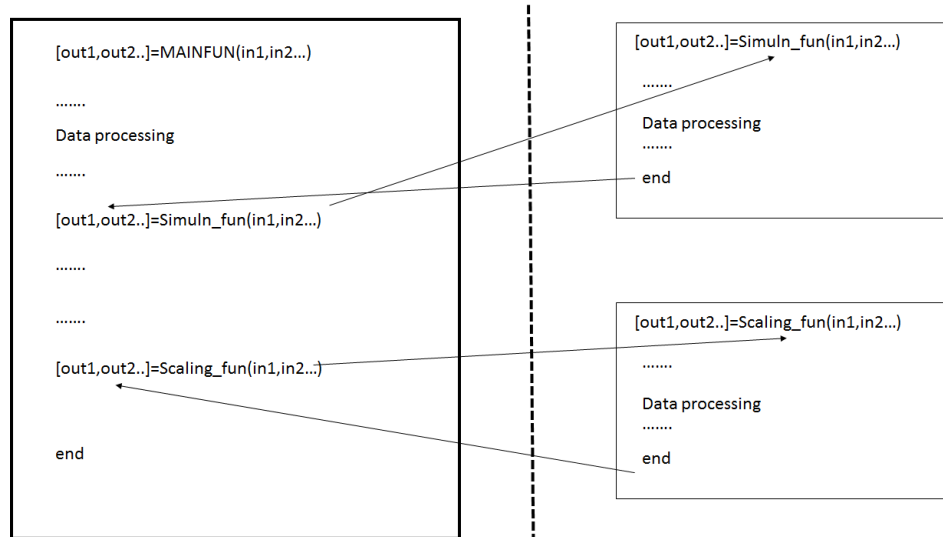 [out1,out2..]=MAINFUN(in1,in2...)
.......
Data processing
.......
[out1,out2..]=Simuln_fun(in1,in2...)
.......
.......
[out1,out2..]=Scaling_fun(in1,in2...)
end
[out1,out2..]=Simuln_fun(in1,in2...)
.......
Data processing
.......
end
[out1,out2..]=Scaling_fun(in1,in2...)
.......
Data processing
.......
end